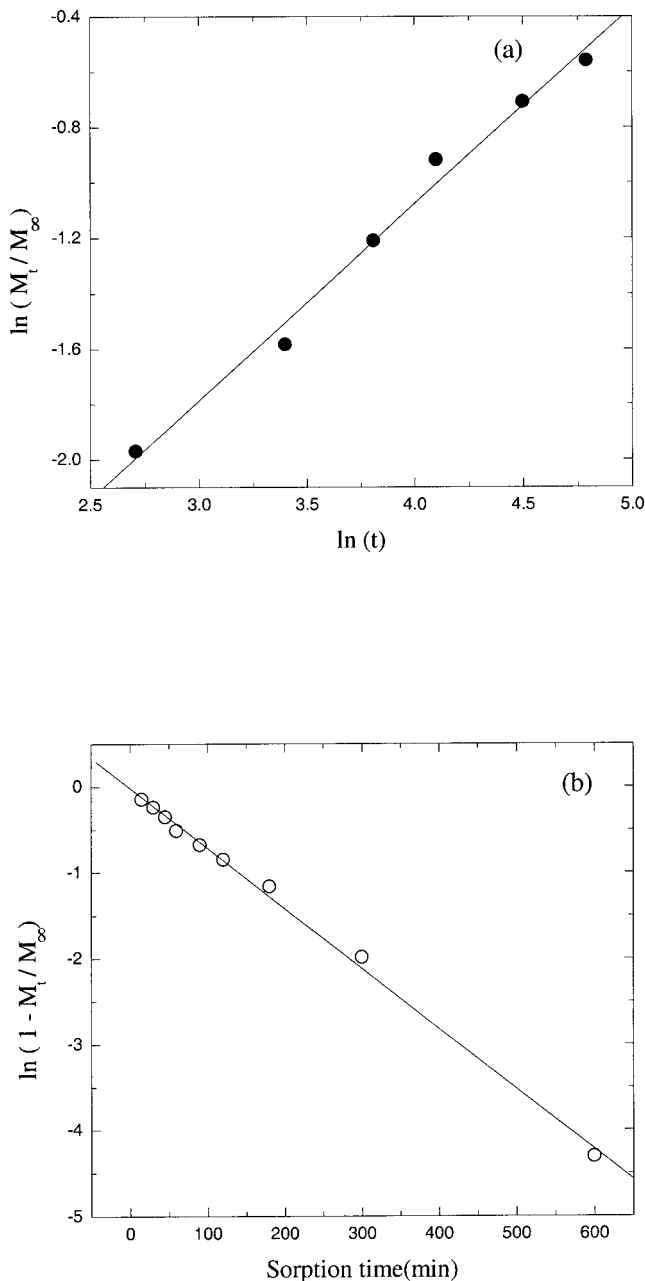 (a)
-0.4
-0.8
-1.2
-1.6
-2.0
ln ( M_t / M_∞ )
2.5 3.0 3.5 4.0 4.5 5.0
ln (t)
(b)
0
-1
-2
-3
-4
-5
ln ( 1 - M_t / M_∞ )
0 100 200 300 400 500 600
Sorption time(min)